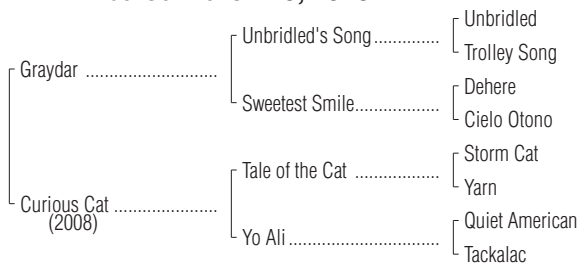 Unbridled
Unbridled's Song
Trolley Song
Graydar
Dehere
Sweetest Smile
Cielo Otono
Storm Cat
Tale of the Cat
Yarn
Curious Cat
(2008)
Quiet American
Yo Ali
Tackalac